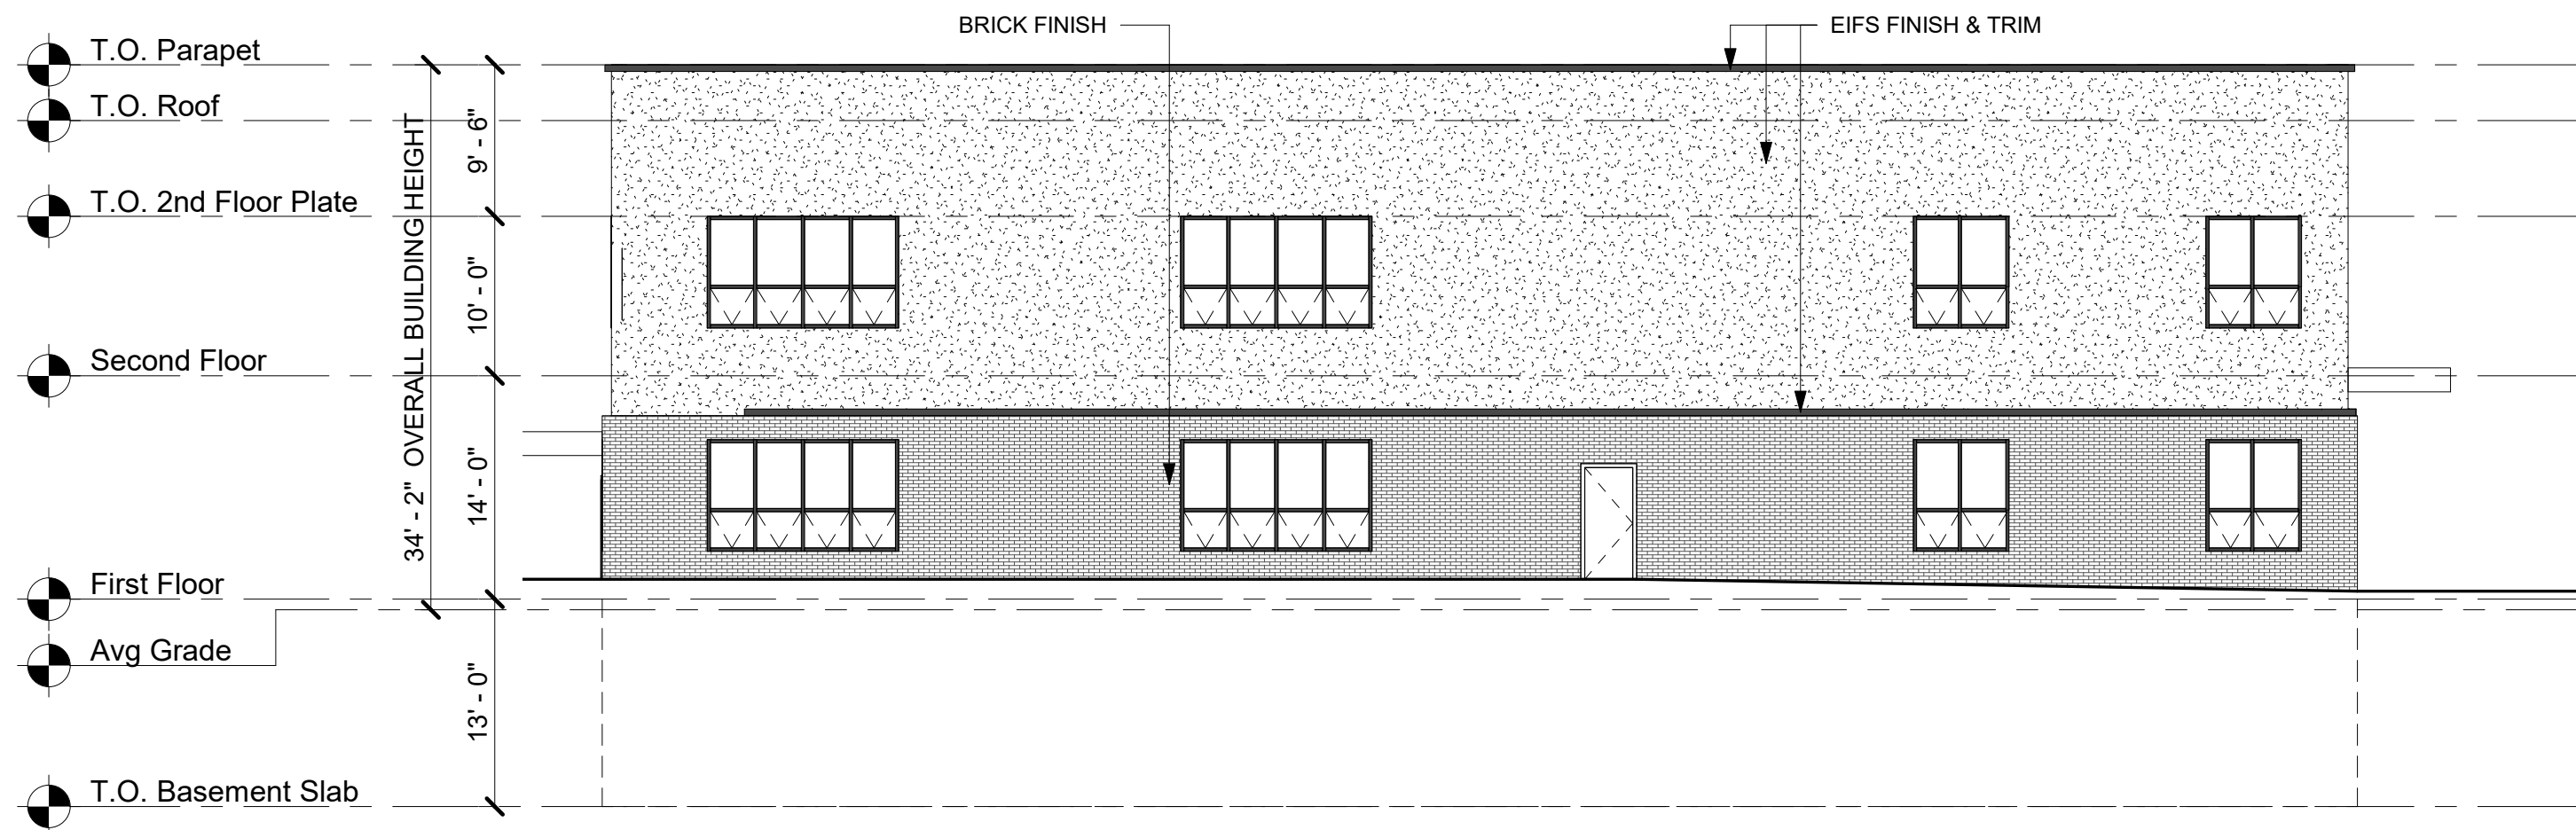 BRICK FINISH
EIFS FINISH & TRIM
T.O. Parapet
T.O. Roof
T.O. 2nd Floor Plate
Second Floor
First Floor
Avg Grade
T.O. Basement Slab
34' - 2" OVERALL BUILDING HEIGHT
9' - 6"
10' - 0"
14' - 0"
13' - 0"